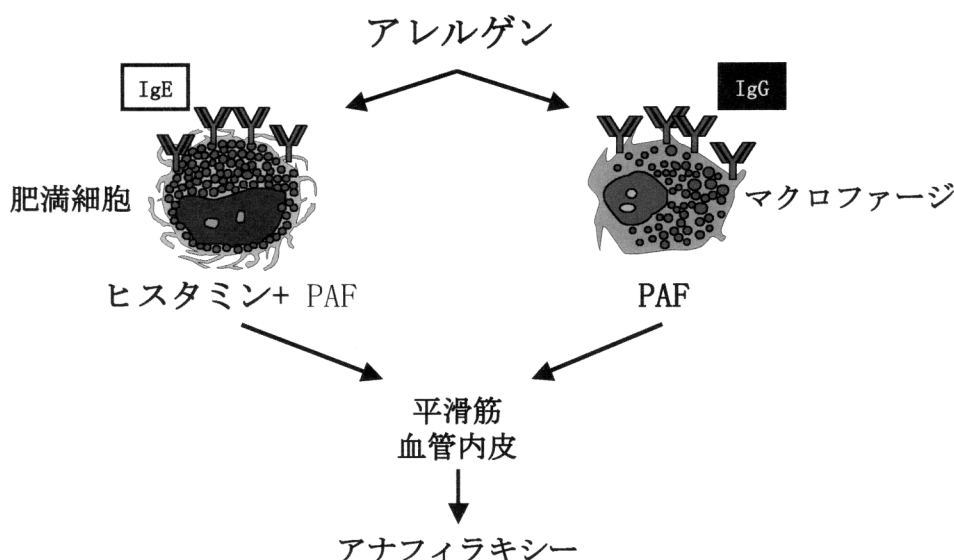 アレルゲン
IgE
IgG
肥満細胞
マクロファージ
ヒスタミン+ PAF
PAF
平滑筋
血管内皮
アナフィラキシー